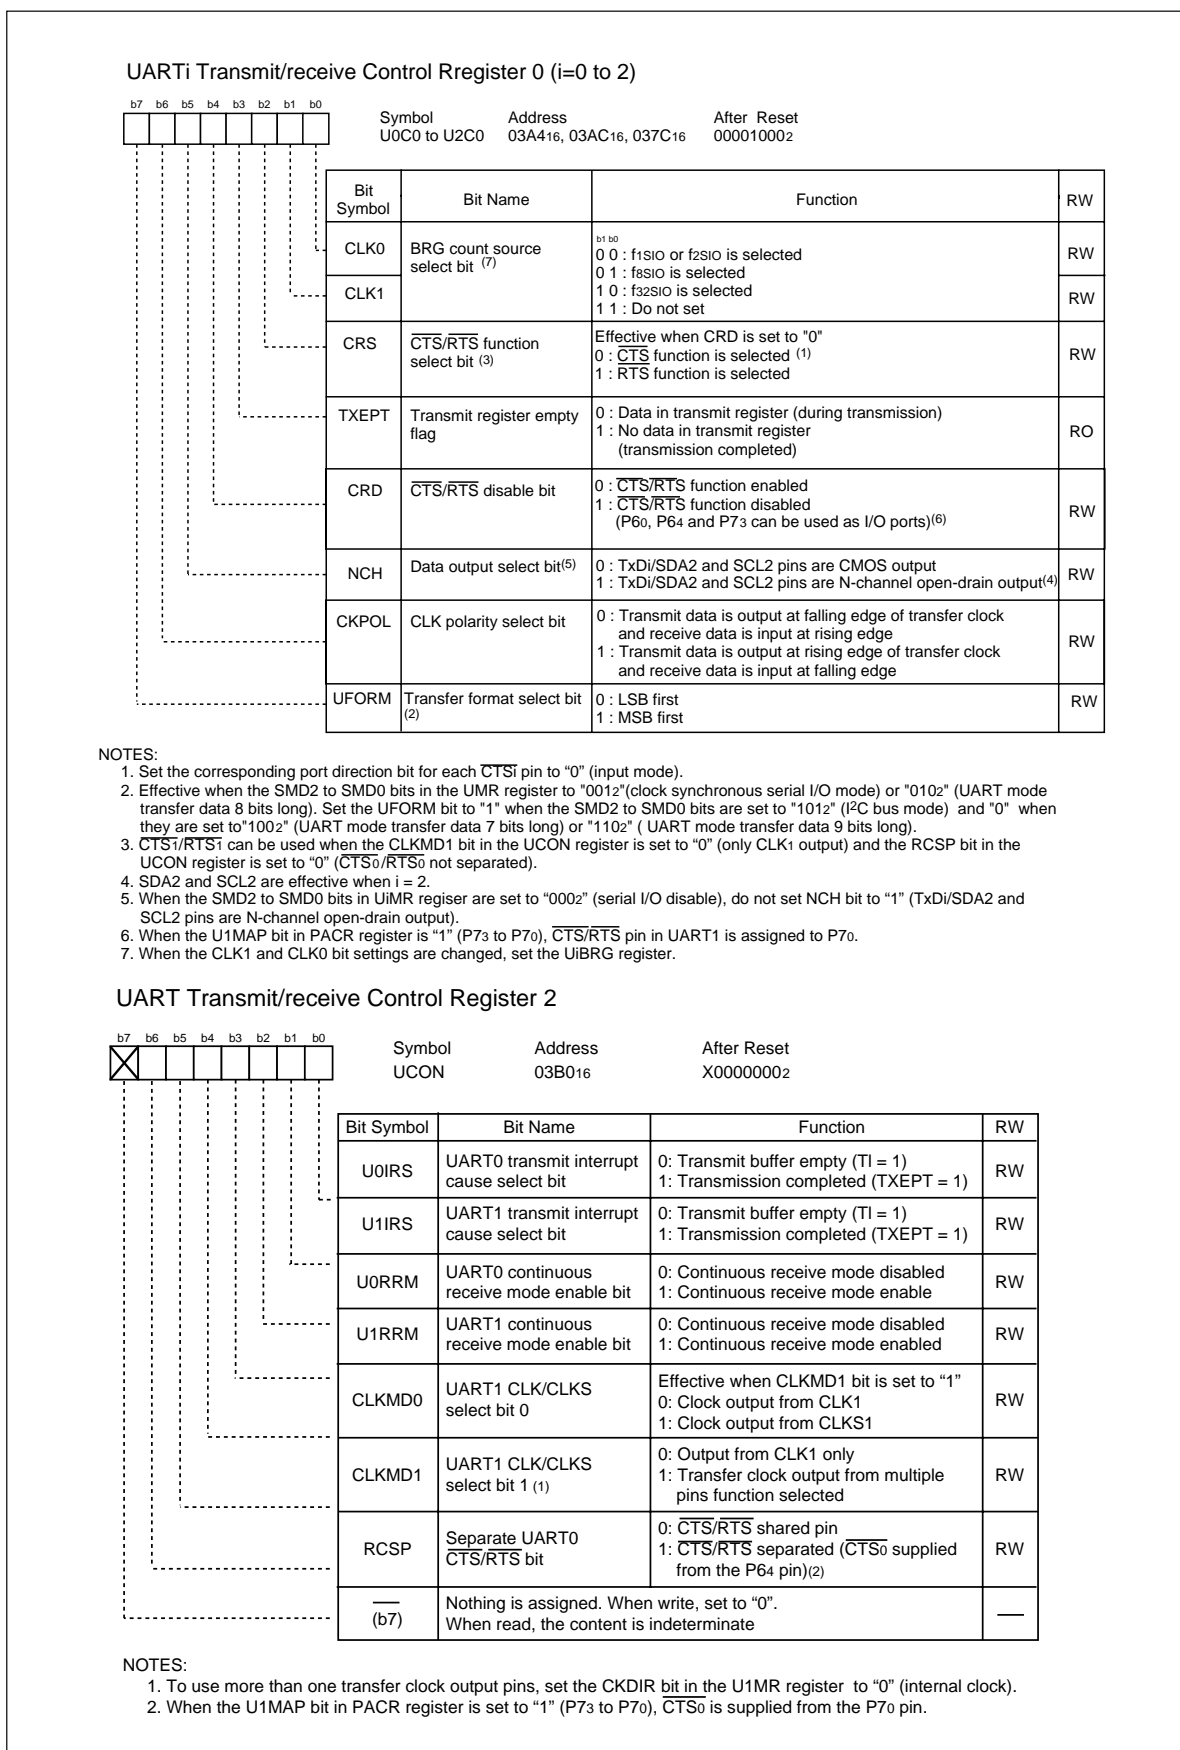 UARTi Transmit/receive Control Rregister 0 (i=0 to 2)
b7 b6 b5 b4 b3 b2 b1 b0
Symbol Address After Reset
U0C0 to U2C0 03A416, 03AC16, 037C16 000010002
Bit Symbol Bit Name Function RW
CLK0 BRG count source select bit (7) RW
b1 b0
0 0 : f1SIO or f2SIO is selected
0 1 : f8SIO is selected
CLK1 RW
1 0 : f32SIO is selected
1 1 : Do not set
CRS CTS/RTS function select bit (3) RW
Effective when CRD is set to "0"
0 : CTS function is selected (1)
1 : RTS function is selected
TXEPT Transmit register empty flag RO
0 : Data in transmit register (during transmission)
1 : No data in transmit register
(transmission completed)
CRD CTS/RTS disable bit RW
0 : CTS/RTS function enabled
1 : CTS/RTS function disabled
(P60, P64 and P73 can be used as I/O ports)(6)
NCH Data output select bit(5) RW
0 : TxDi/SDA2 and SCL2 pins are CMOS output
1 : TxDi/SDA2 and SCL2 pins are N-channel open-drain output(4)
CKPOL CLK polarity select bit RW
0 : Transmit data is output at falling edge of transfer clock
and receive data is input at rising edge
1 : Transmit data is output at rising edge of transfer clock
and receive data is input at falling edge
UFORM Transfer format select bit (2) RW
0 : LSB first
1 : MSB first
NOTES:
1. Set the corresponding port direction bit for each CTSi pin to “0” (input mode).
2. Effective when the SMD2 to SMD0 bits in the UMR register to "0012"(clock synchronous serial I/O mode) or "0102" (UART mode
transfer data 8 bits long). Set the UFORM bit to "1" when the SMD2 to SMD0 bits are set to "1012" (I2C bus mode) and "0" when
they are set to"1002" (UART mode transfer data 7 bits long) or "1102" ( UART mode transfer data 9 bits long).
3. CTS1/RTS1 can be used when the CLKMD1 bit in the UCON register is set to “0” (only CLK1 output) and the RCSP bit in the
UCON register is set to “0” (CTS0/RTS0 not separated).
4. SDA2 and SCL2 are effective when i = 2.
5. When the SMD2 to SMD0 bits in UiMR regiser are set to “0002” (serial I/O disable), do not set NCH bit to “1” (TxDi/SDA2 and
SCL2 pins are N-channel open-drain output).
6. When the U1MAP bit in PACR register is “1” (P73 to P70), CTS/RTS pin in UART1 is assigned to P70.
7. When the CLK1 and CLK0 bit settings are changed, set the UiBRG register.
UART Transmit/receive Control Register 2
b7 b6 b5 b4 b3 b2 b1 b0
Symbol Address After Reset
UCON 03B016 X00000002
Bit Symbol Bit Name Function RW
U0IRS UART0 transmit interrupt cause select bit RW
0: Transmit buffer empty (TI = 1)
1: Transmission completed (TXEPT = 1)
U1IRS UART1 transmit interrupt cause select bit RW
0: Transmit buffer empty (TI = 1)
1: Transmission completed (TXEPT = 1)
U0RRM UART0 continuous receive mode enable bit RW
0: Continuous receive mode disabled
1: Continuous receive mode enable
U1RRM UART1 continuous receive mode enable bit RW
0: Continuous receive mode disabled
1: Continuous receive mode enabled
CLKMD0 UART1 CLK/CLKS select bit 0 RW
Effective when CLKMD1 bit is set to “1”
0: Clock output from CLK1
1: Clock output from CLKS1
CLKMD1 UART1 CLK/CLKS select bit 1 (1) RW
0: Output from CLK1 only
1: Transfer clock output from multiple
pins function selected
RCSP Separate UART0 CTS/RTS bit RW
0: CTS/RTS shared pin
1: CTS/RTS separated (CTS0 supplied
from the P64 pin)(2)
— (b7) —
Nothing is assigned. When write, set to “0”.
When read, the content is indeterminate
NOTES:
1. To use more than one transfer clock output pins, set the CKDIR bit in the U1MR register to “0” (internal clock).
2. When the U1MAP bit in PACR register is set to “1” (P73 to P70), CTS0 is supplied from the P70 pin.